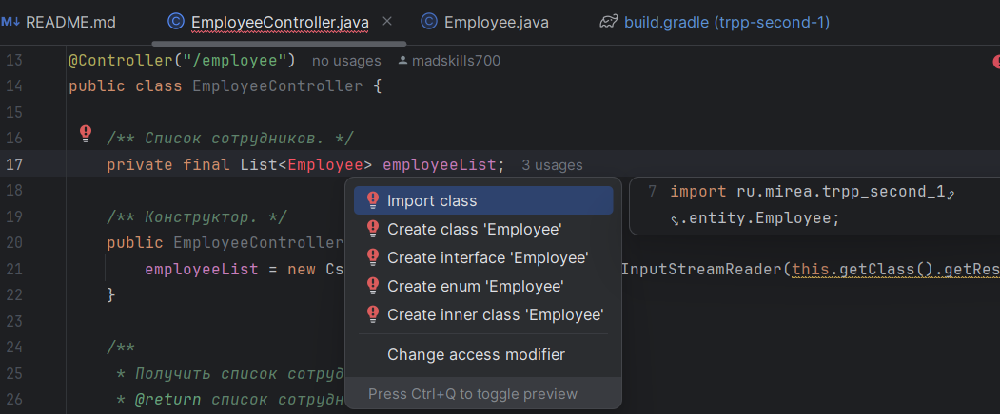 M↓ README.md EmployeeController.java × Employee.java build.gradle (trpp-second-1)
13 @Controller("/employee") no usages madskills700
14 public class EmployeeController {
15
16 /** Список сотрудников. */
17 private final List<Employee> employeeList; 3 usages
18
Import class
7 import ru.mirea.trpp_second_1
.entity.Employee;
19 /** Конструктор. */
Create class 'Employee'
20 public EmployeeController
Create interface 'Employee'
21 employeeList = new Cs InputStreamReader(this.getClass().getRes
Create enum 'Employee'
22 }
Create inner class 'Employee'
23
24 /**
Change access modifier
25 * Получить список сотруд
26 * @return список сотрудн
Press Ctrl+Q to toggle preview